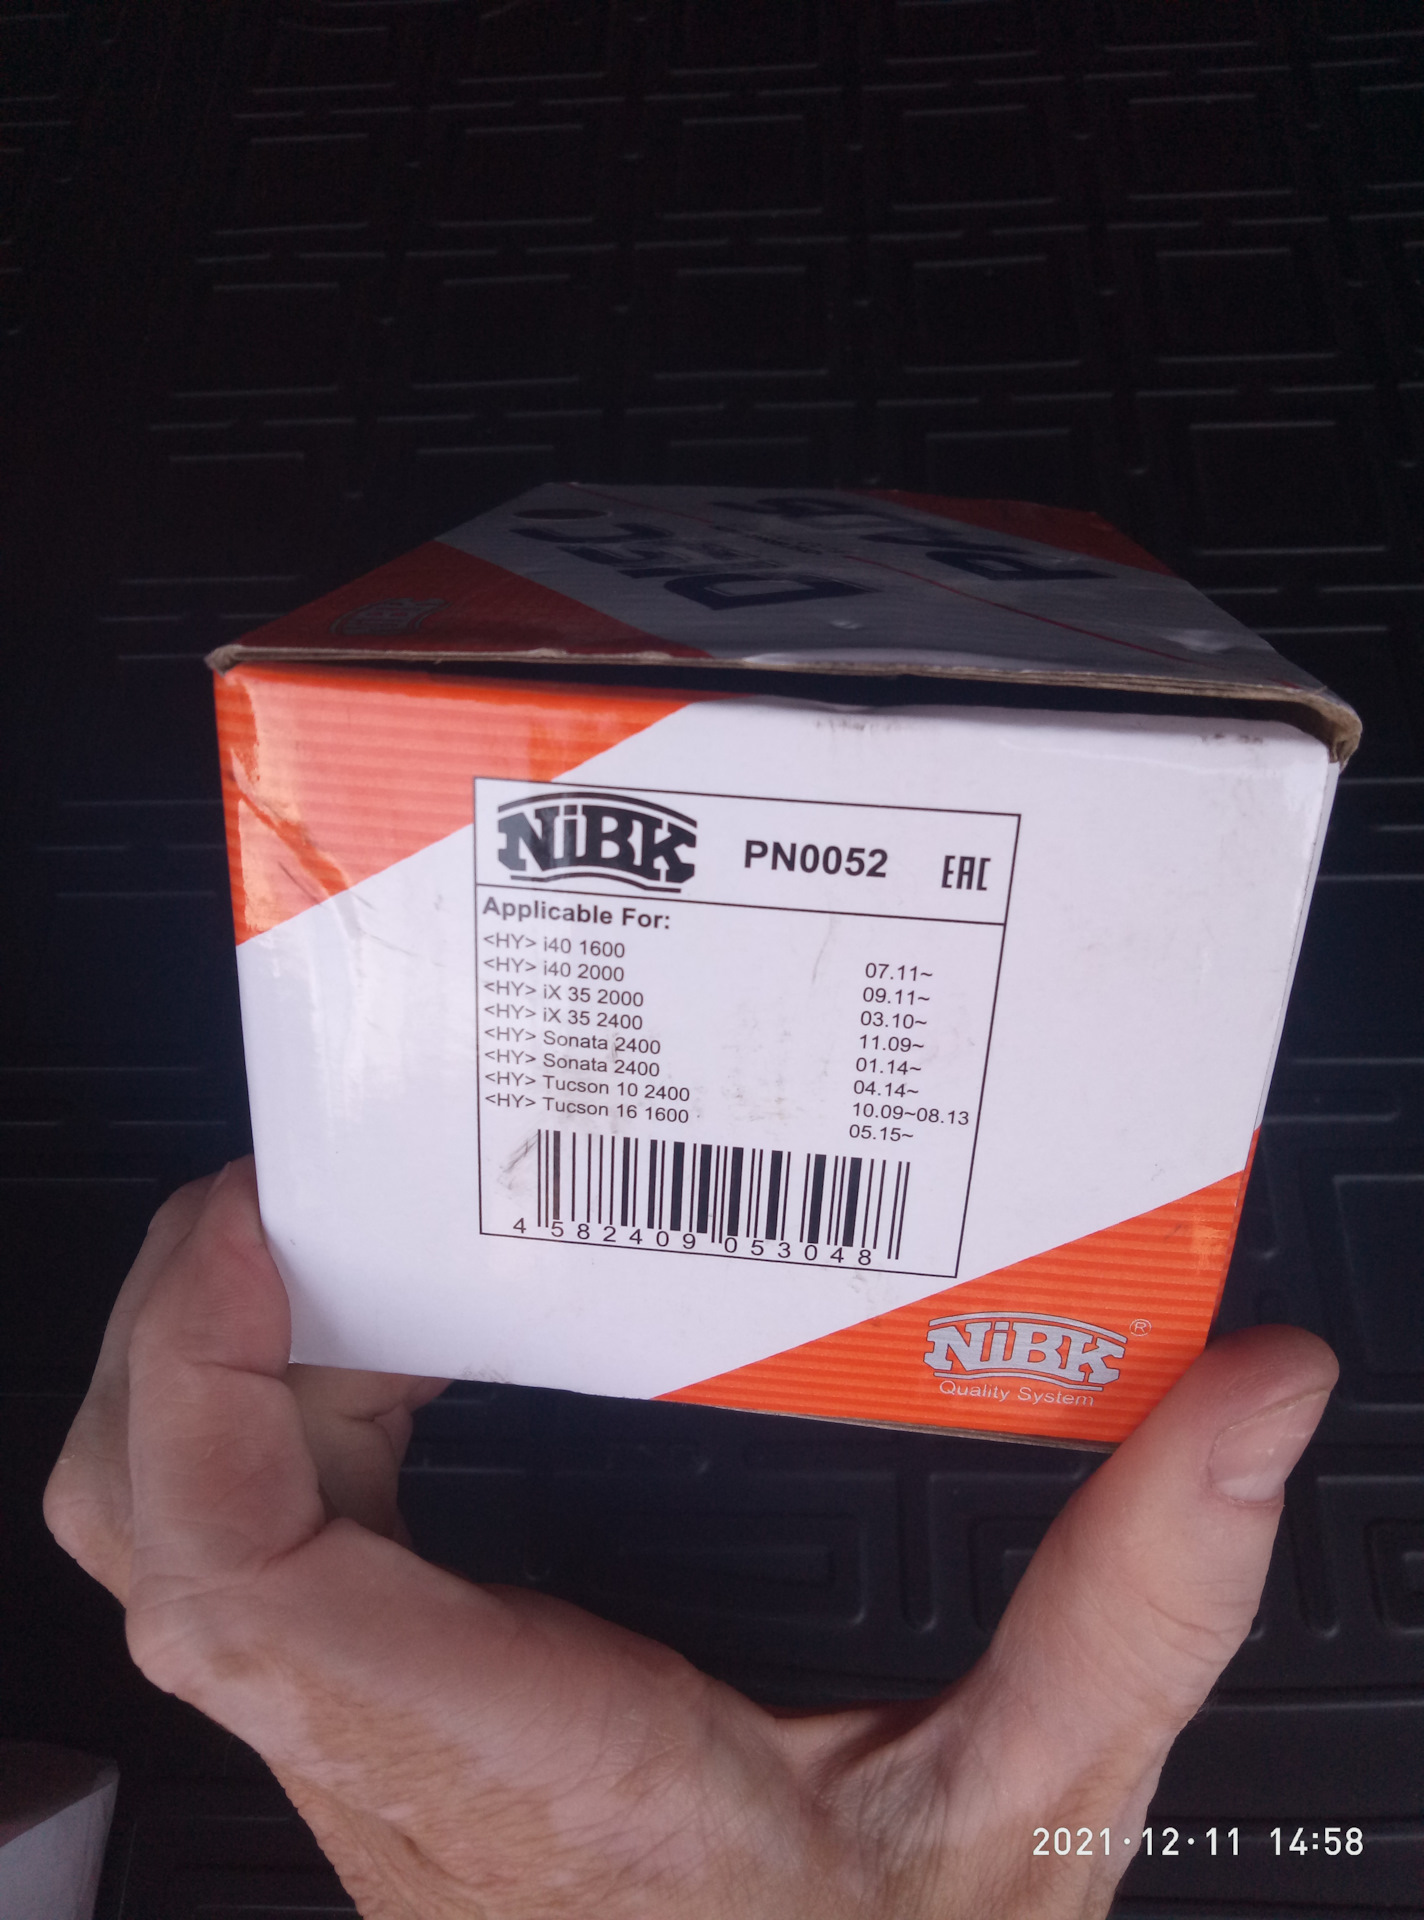 DISC
PADS
NiBK PN0052 EAC
Applicable For:
<HY> i40 1600 07.11~
<HY> i40 2000 09.11~
<HY> iX 35 2000 03.10~
<HY> iX 35 2400 11.09~
<HY> Sonata 2400 01.14~
<HY> Sonata 2400 04.14~
<HY> Tucson 10 2400 10.09~08.13
<HY> Tucson 16 1600 05.15~
4 582409 053048
NiBK®
Quality System
2021·12·11 14:58